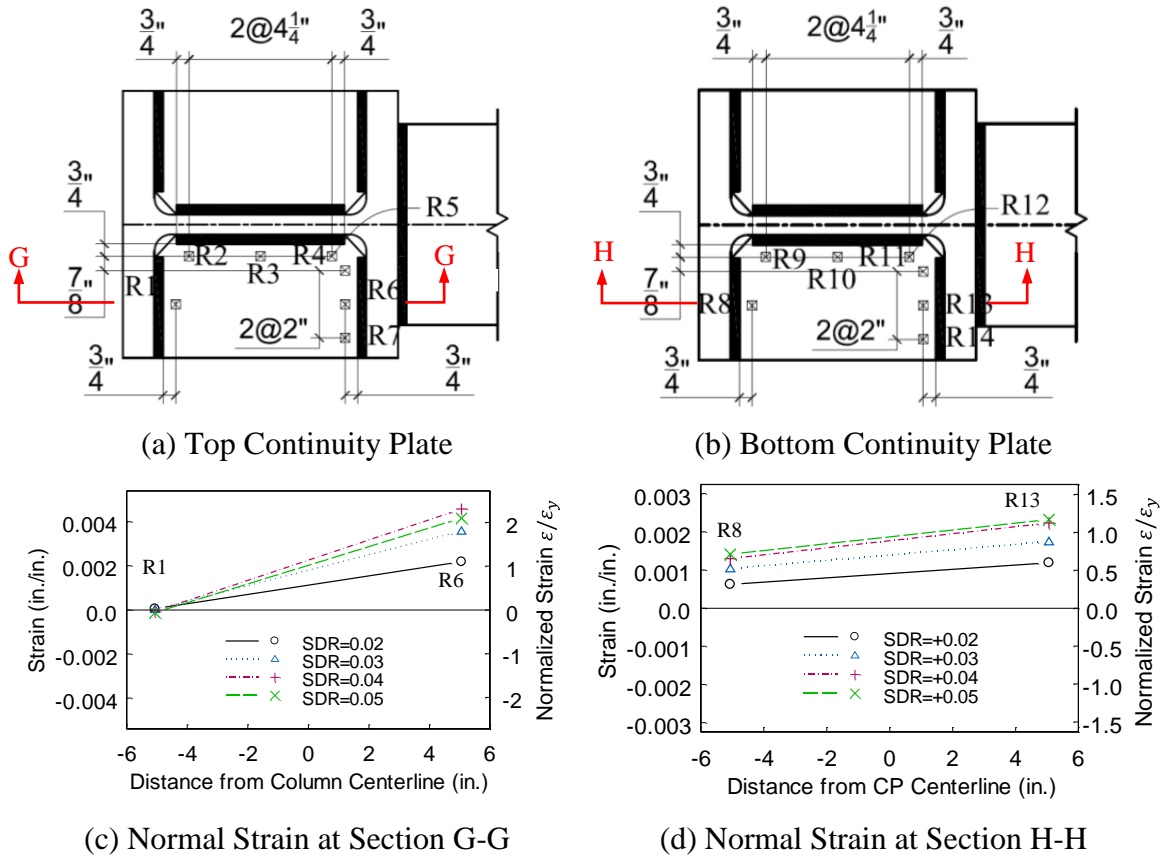 3/4" 2@4 1/4" 3/4"
3/4"
7/8"
G G
R1 R2 R3 R4 R5 R6 R7
2@2"
3/4" 3/4"
(a) Top Continuity Plate
3/4" 2@4 1/4" 3/4"
3/4"
7/8"
H H
R8 R9 R10 R11 R12 R13 R14
2@2"
3/4" 3/4"
(b) Bottom Continuity Plate
Strain (in./in.)
0.004
0.002
0.0
-0.002
-0.004
R1
R6
SDR=0.02
SDR=0.03
SDR=0.04
SDR=0.05
2
1
0
-1
-2
Normalized Strain ε/εy
-6 -4 -2 0 2 4 6
Distance from Column Centerline (in.)
(c) Normal Strain at Section G-G
Strain (in./in.)
0.003
0.002
0.001
0.0
-0.001
-0.002
-0.003
R8
R13
SDR=+0.02
SDR=+0.03
SDR=+0.04
SDR=+0.05
1.5
1.0
0.5
0.0
-0.5
-1.0
-1.5
Normalized Strain ε/εy
-6 -4 -2 0 2 4 6
Distance from CP Centerline (in.)
(d) Normal Strain at Section H-H